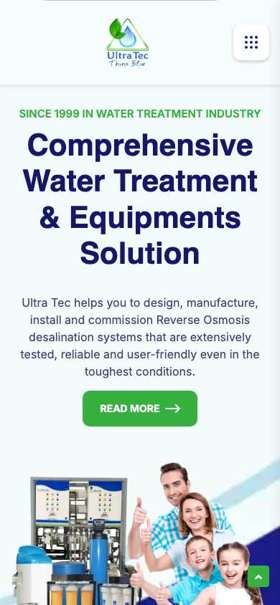 Ultra Tec
Think Blue
SINCE 1999 IN WATER TREATMENT INDUSTRY
Comprehensive
Water Treatment
& Equipments
Solution
Ultra Tec helps you to design, manufacture,
install and commission Reverse Osmosis
desalination systems that are extensively
tested, reliable and user-friendly even in the
toughest conditions.
READ MORE